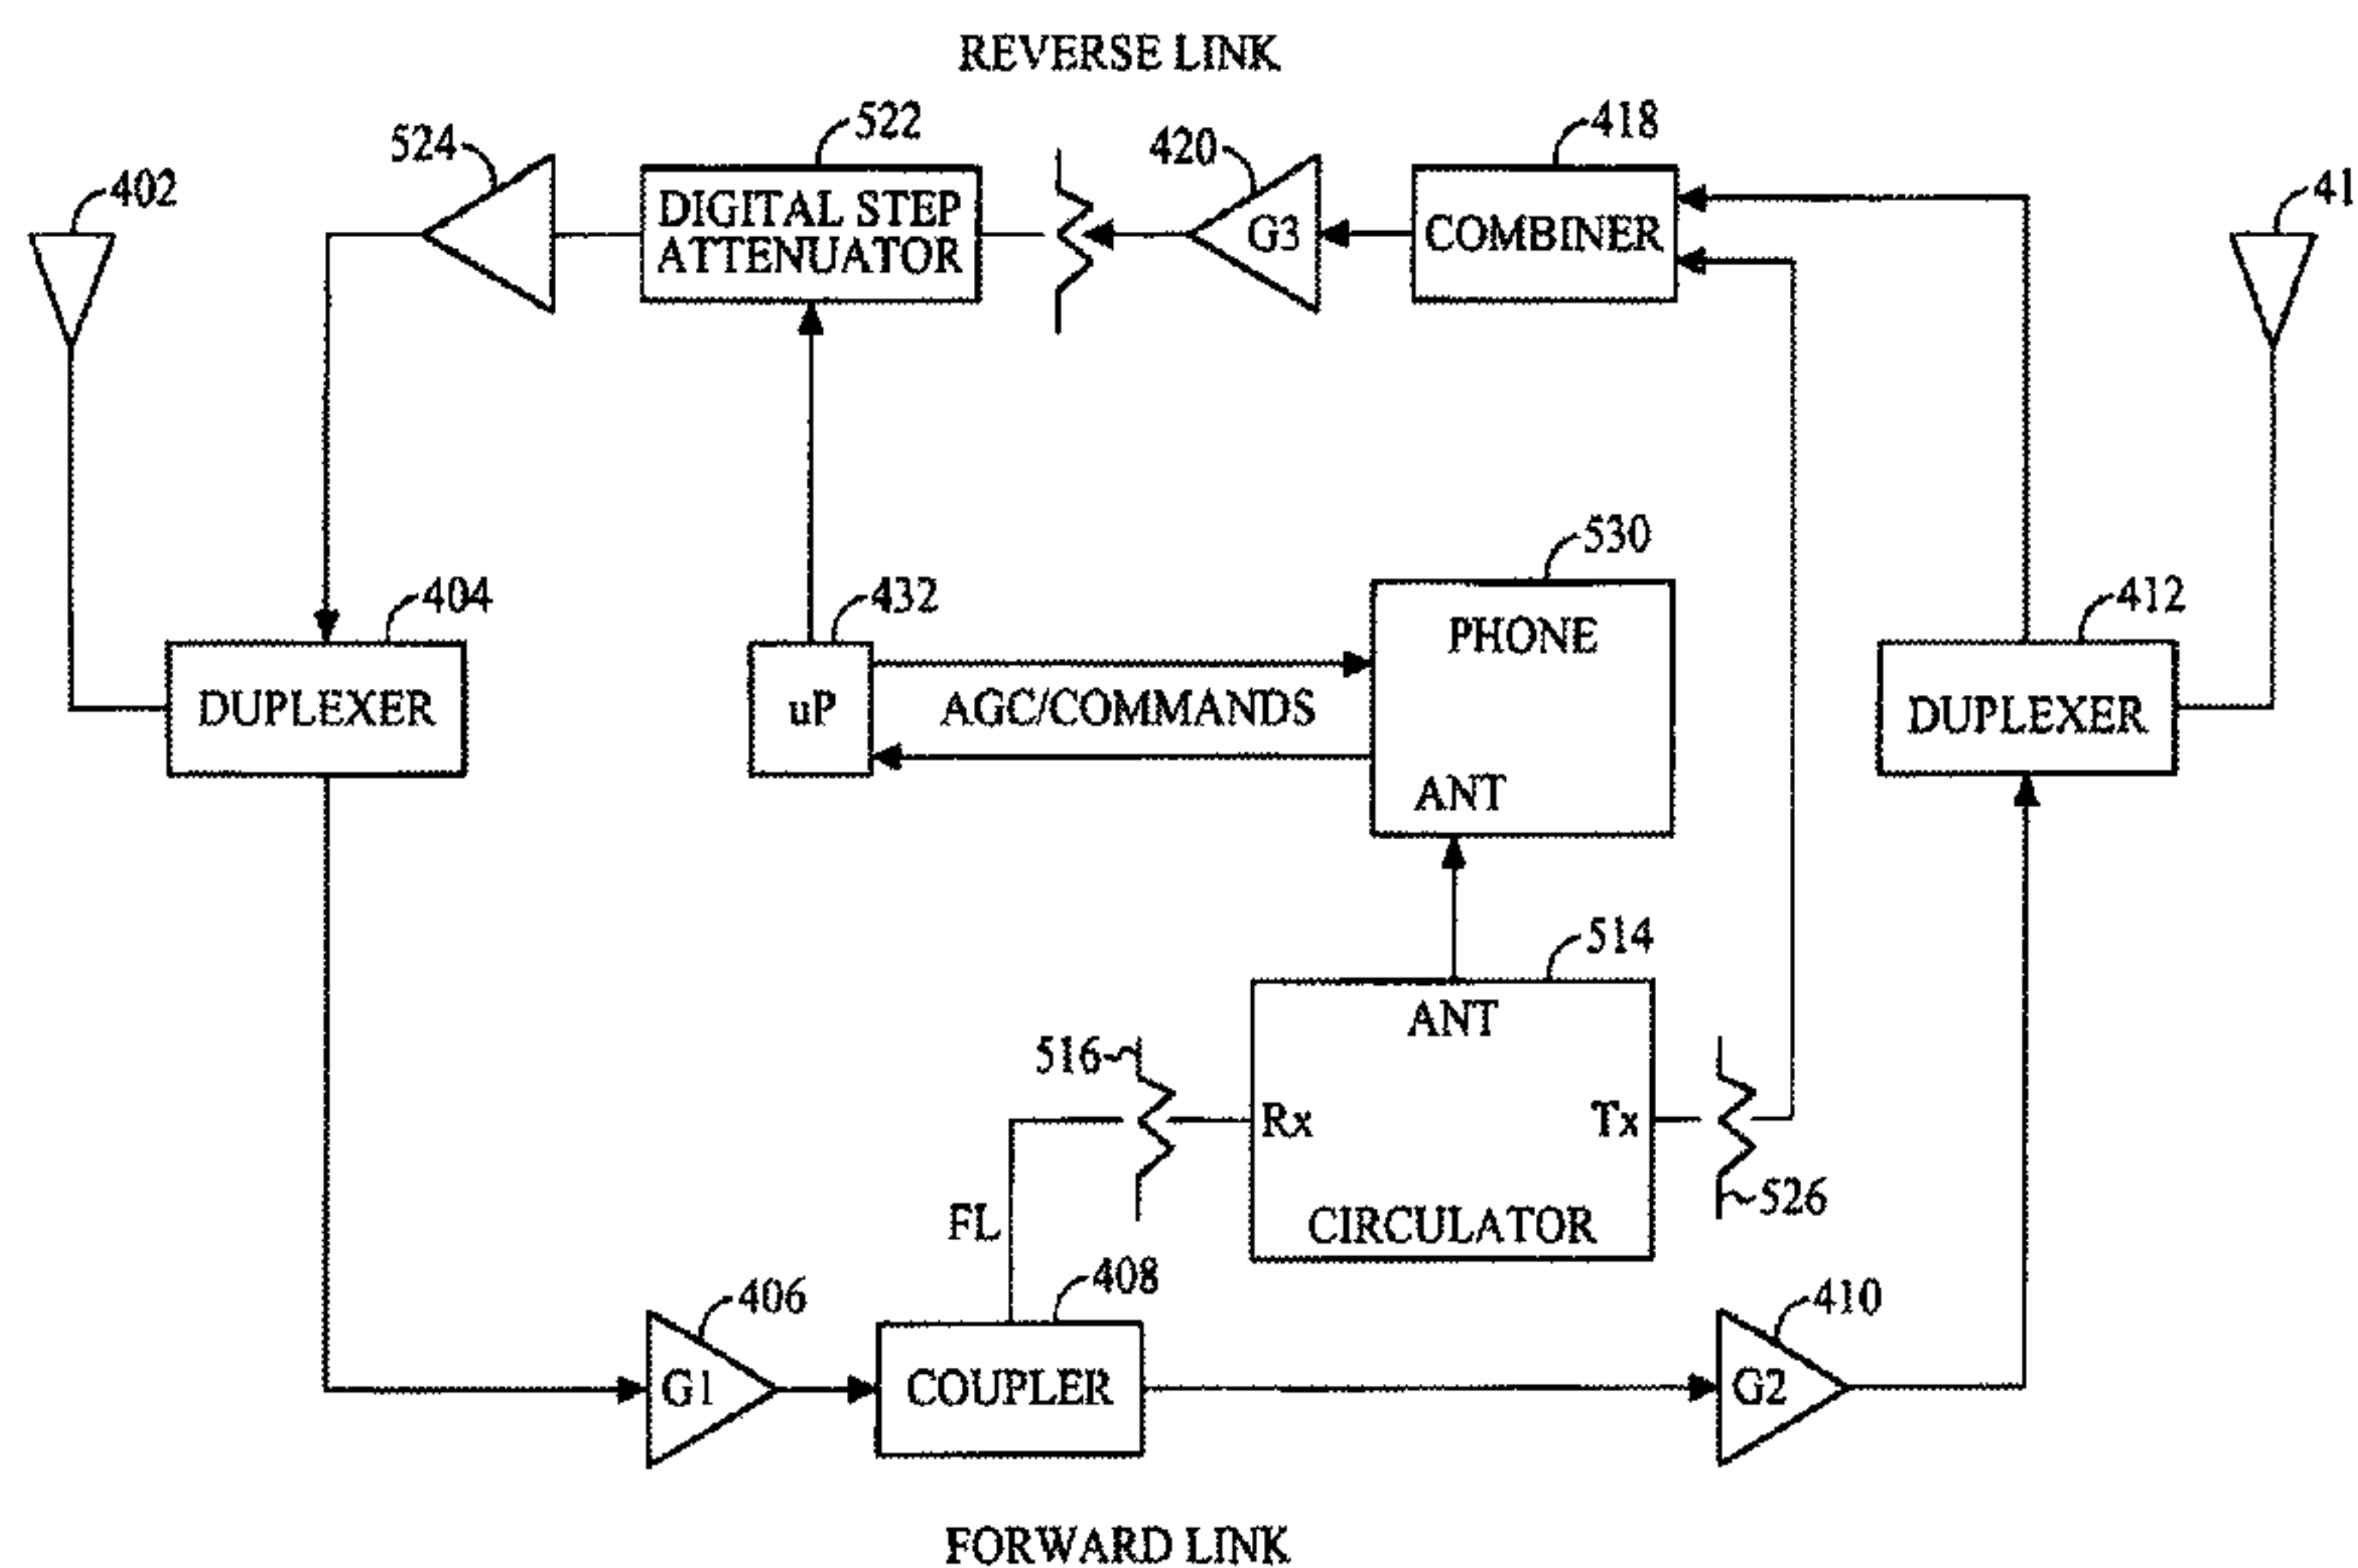 REVERSE LINK
524
522
420
418
402
41
DIGITAL STEP
ATTENUATOR
G3
COMBINER
530
404
432
412
PHONE
DUPLEXER
uP
AGC/COMMANDS
DUPLEXER
ANT
514
ANT
516
Rx
Tx
526
FL
CIRCULATOR
408
406
410
G1
COUPLER
G2
FORWARD LINK